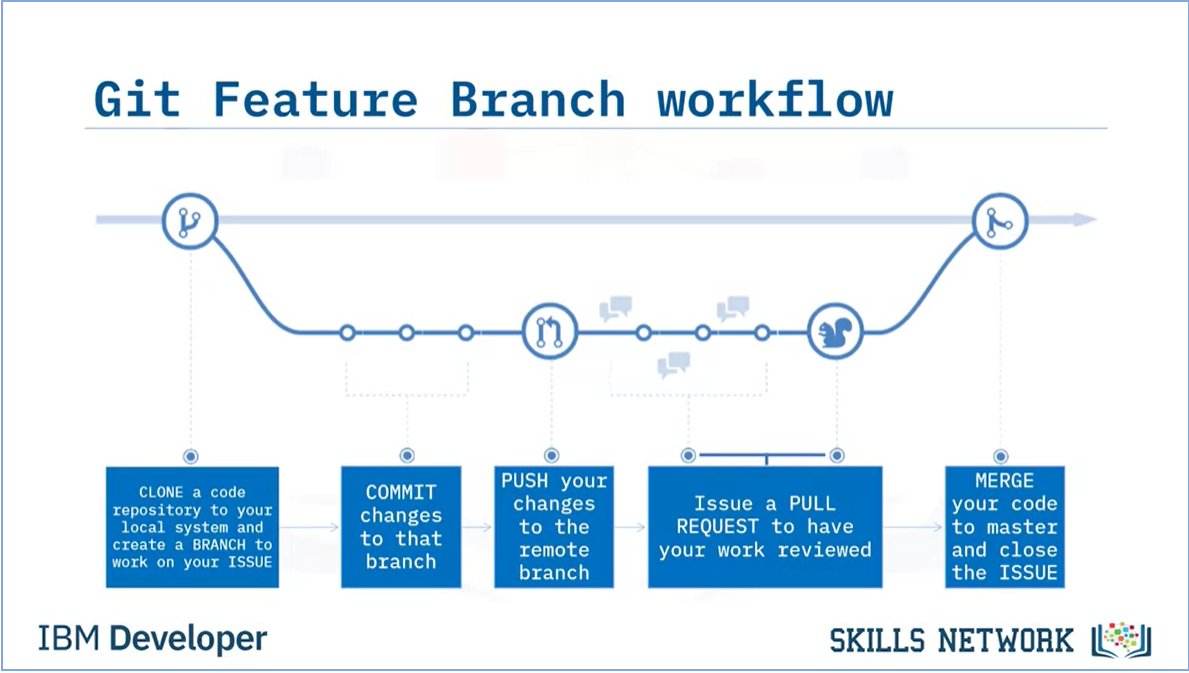 Git Feature Branch workflow
CLONE a code
repository to your
local system and
create a BRANCH to
work on your ISSUE
COMMIT
changes
to that
branch
PUSH your
changes
to the
remote
branch
Issue a PULL
REQUEST to have
your work reviewed
MERGE
your code
to master
and close
the ISSUE
IBM Developer
SKILLS NETWORK